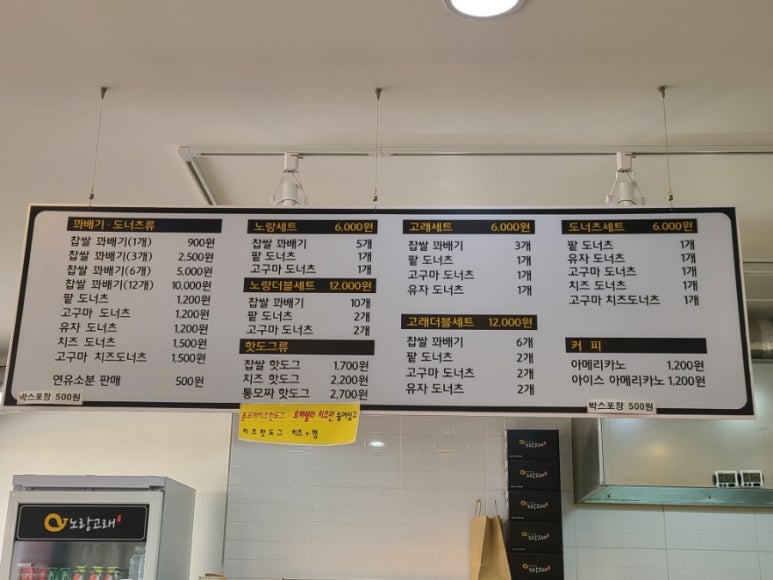 꽈배기 · 도너츠류
찹쌀 꽈배기(1개) 900원
찹쌀 꽈배기(3개) 2,500원
찹쌀 꽈배기(6개) 5,000원
찹쌀 꽈배기(12개) 10,000원
팥 도너츠 1,200원
고구마 도너츠 1,200원
유자 도너츠 1,200원
치즈 도너츠 1,500원
고구마 치즈도너츠 1,500원
연유소분 판매 500원
박스포장 500원
노랑세트 6,000원
찹쌀 꽈배기 5개
팥 도너츠 1개
고구마 도너츠 1개
노랑더블세트 12,000원
찹쌀 꽈배기 10개
팥 도너츠 2개
고구마 도너츠 2개
핫도그류
찹쌀 핫도그 1,700원
치즈 핫도그 2,200원
통모짜 핫도그 2,700원
통모짜치즈핫도그 - 모짜렐라 치즈만 들어있고
치즈핫도그 - 치즈 + 햄
고래세트 6,000원
찹쌀 꽈배기 3개
팥 도너츠 1개
고구마 도너츠 1개
유자 도너츠 1개
고래더블세트 12,000원
찹쌀 꽈배기 6개
팥 도너츠 2개
고구마 도너츠 2개
유자 도너츠 2개
도너츠세트 6,000원
팥 도너츠 1개
유자 도너츠 1개
고구마 도너츠 1개
치즈 도너츠 1개
고구마 치즈도너츠 1개
커 피
아메리카노 1,200원
아이스 아메리카노 1,200원
박스포장 500원
노랑고래